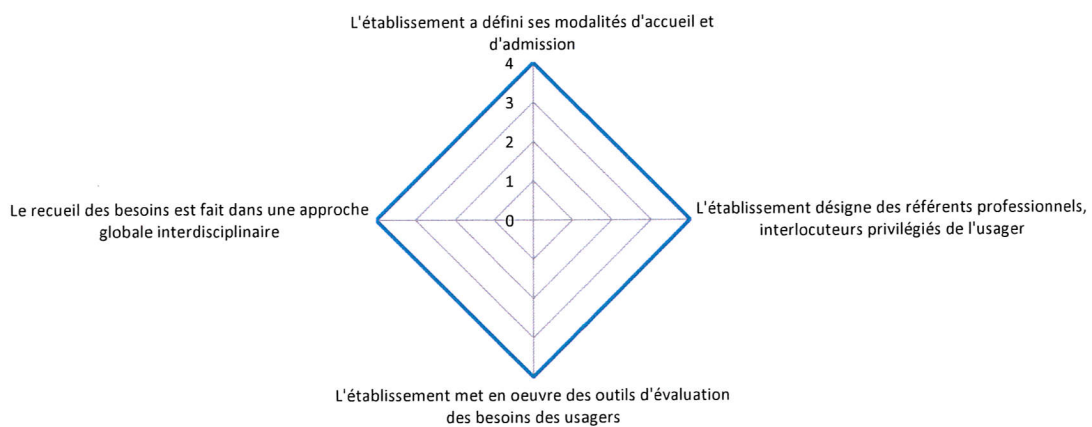 L'établissement a défini ses modalités d'accueil et
d'admission
4
3
2
1
0
Le recueil des besoins est fait dans une approche
globale interdisciplinaire
L'établissement désigne des référents professionnels,
interlocuteurs privilégiés de l'usager
L'établissement met en oeuvre des outils d'évaluation
des besoins des usagers